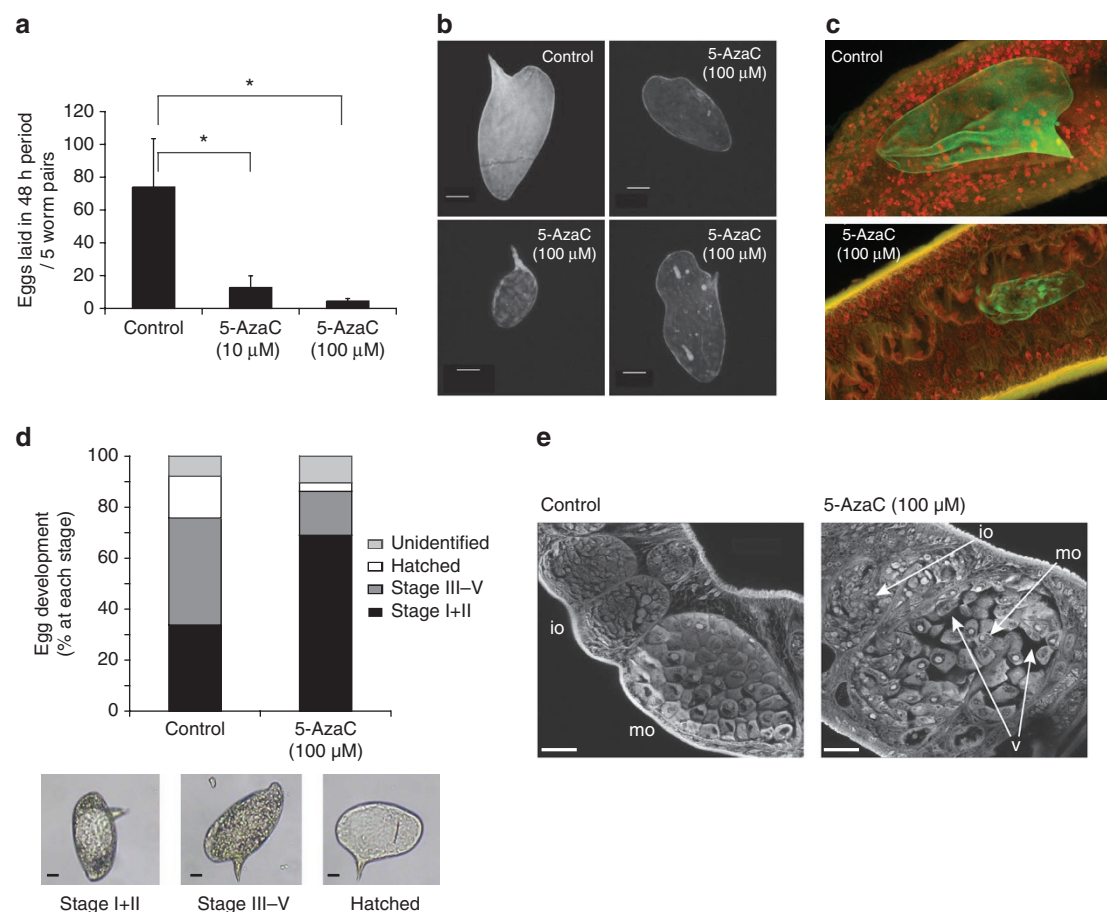 a
Eggs laid in 48 h period
/ 5 worm pairs
120
100
80
60
40
20
0
*
*
Control
5-AzaC
(10 μM)
5-AzaC
(100 μM)
b
Control
5-AzaC
(100 μM)
5-AzaC
(100 μM)
5-AzaC
(100 μM)
c
Control
5-AzaC
(100 μM)
d
Egg development
(% at each stage)
100
80
60
40
20
0
Control
5-AzaC
(100 μM)
Unidentified
Hatched
Stage III–V
Stage I+II
Stage I+II
Stage III–V
Hatched
e
Control
io
mo
5-AzaC (100 μM)
io
mo
v